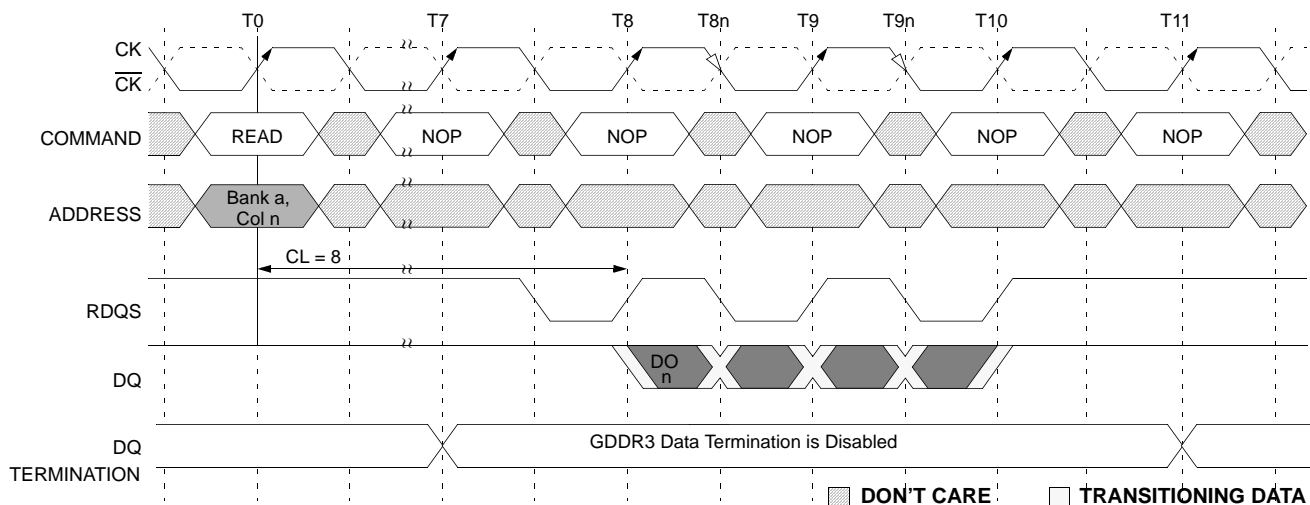 T0 T7 T8 T8n T9 T9n T10 T11
CK
CK
COMMAND READ NOP NOP NOP NOP NOP
ADDRESS Bank a,
Col n
CL = 8
RDQS
DQ DO
n
DQ
TERMINATION
GDDR3 Data Termination is Disabled
DON'T CARE TRANSITIONING DATA